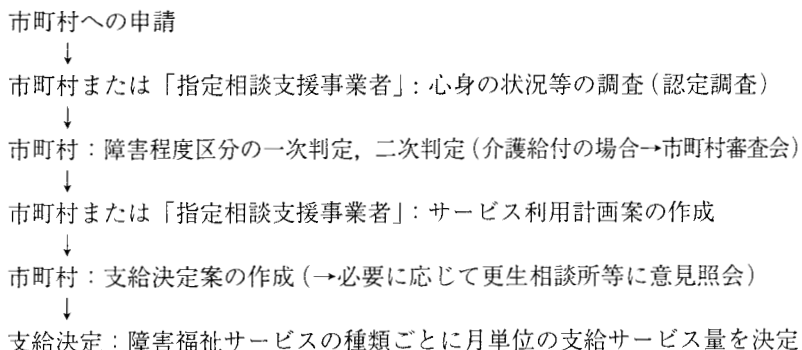 市町村への申請
↓
市町村または「指定相談支援事業者」: 心身の状況等の調査(認定調査)
↓
市町村:障害程度区分の一次判定,二次判定(介護給付の場合→市町村審査会)
↓
市町村または「指定相談支援事業者」: サービス利用計画案の作成
↓
市町村:支給決定案の作成(→必要に応じて更生相談所等に意見照会)
↓
支給決定:障害福祉サービスの種類ごとに月単位の支給サービス量を決定